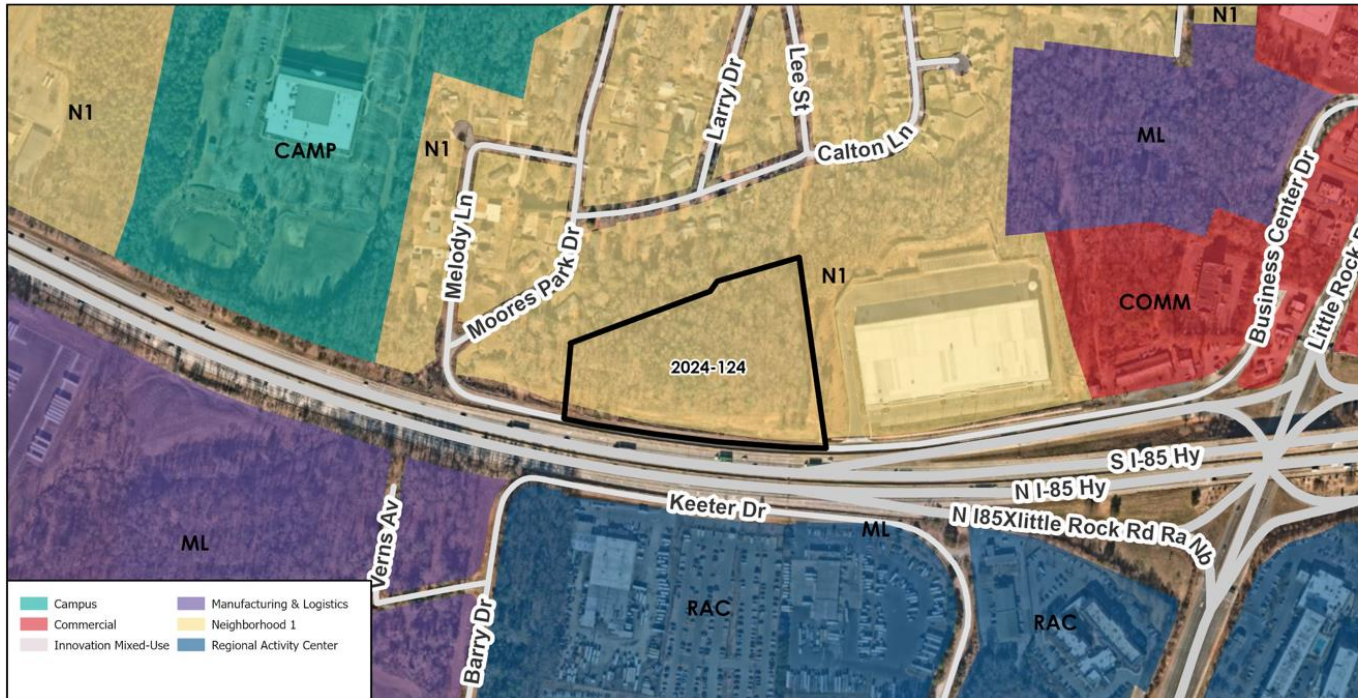 N1
N1
CAMP
N1
Larry Dr
Lee St
Calton Ln
ML
Melody Ln
Moores Park Dr
N1
COMM
Business Center Dr
Little Rock R
2024-124
S I-85 Hy
N I-85 Hy
N I85Xlittle Rock Rd Ra Nb
Keeter Dr
ML
ML
Verns Av
Barry Dr
RAC
RAC
Campus
Commercial
Innovation Mixed-Use
Manufacturing & Logistics
Neighborhood 1
Regional Activity Center